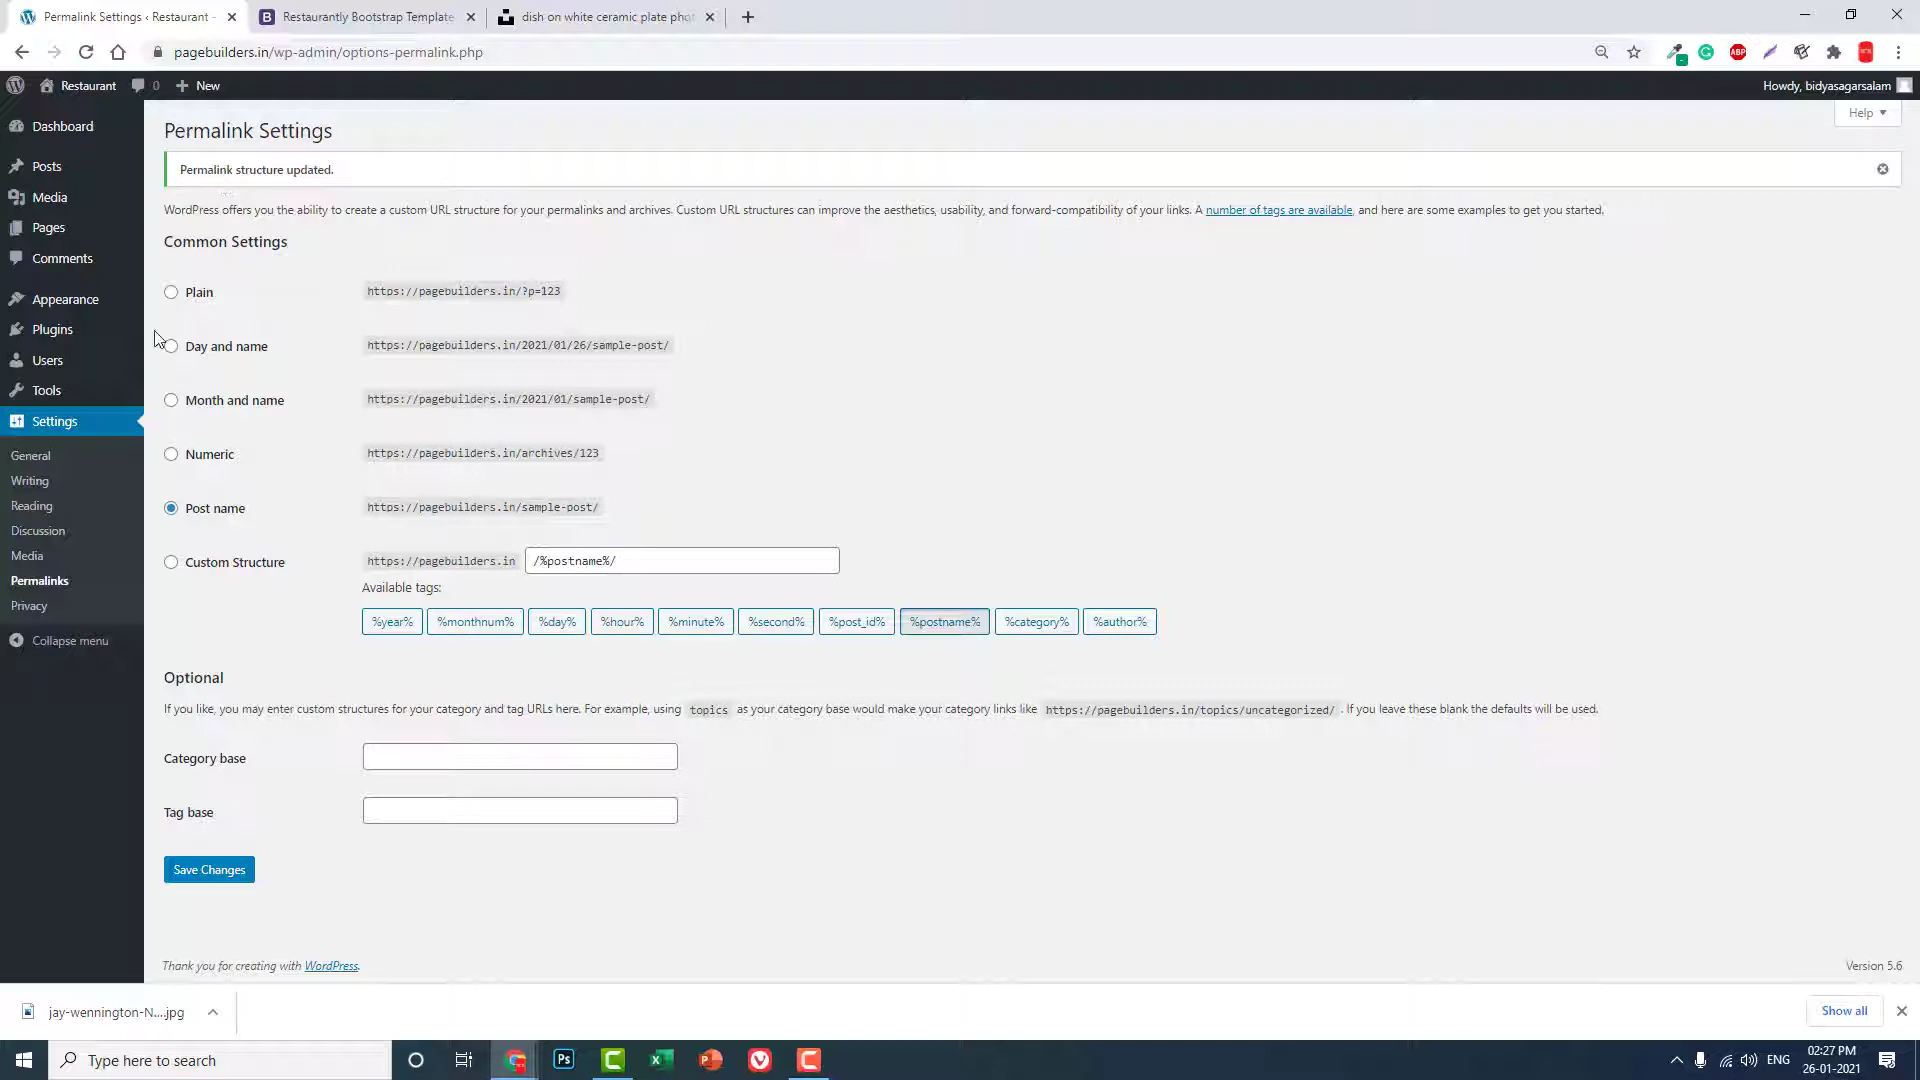 Permalink Settings ‹ Restaurant -
Restaurantly Bootstrap Template
dish on white ceramic plate phot
pagebuilders.in/wp-admin/options-permalink.php
ABP
Restaurant
0
New
Howdy, bidyasagarsalam
Dashboard
Posts
Media
Pages
Comments
Appearance
Plugins
Users
Tools
Settings
General
Writing
Reading
Discussion
Media
Permalinks
Privacy
Collapse menu
Help
Permalink Settings
Permalink structure updated.
WordPress offers you the ability to create a custom URL structure for your permalinks and archives. Custom URL structures can improve the aesthetics, usability, and forward-compatibility of your links. A number of tags are available, and here are some examples to get you started.
Common Settings
Plain https://pagebuilders.in/?p=123
Day and name https://pagebuilders.in/2021/01/26/sample-post/
Month and name https://pagebuilders.in/2021/01/sample-post/
Numeric https://pagebuilders.in/archives/123
Post name https://pagebuilders.in/sample-post/
Custom Structure https://pagebuilders.in /%postname%/
Available tags:
%year% %monthnum% %day% %hour% %minute% %second% %post_id% %postname% %category% %author%
Optional
If you like, you may enter custom structures for your category and tag URLs here. For example, using topics as your category base would make your category links like https://pagebuilders.in/topics/uncategorized/ . If you leave these blank the defaults will be used.
Category base
Tag base
Save Changes
Thank you for creating with WordPress.
Version 5.6
jay-wennington-N....jpg
Show all
Type here to search
Ps
ENG
02:27 PM
26-01-2021